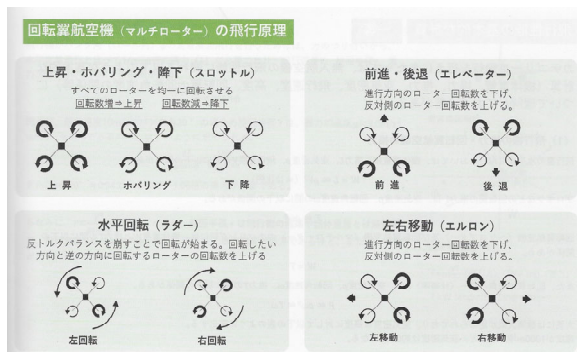 回転翼航空機（マルチローター）の飛行原理
上昇・ホバリング・降下（スロットル）
すべてのローターを均一に回転させる
回転数増⇒上昇　回転数減⇒降下
上昇　ホバリング　下降
前進・後退（エレベーター）
進行方向のローター回転数を下げ、
反対側のローター回転数を上げる。
前進　後退
水平回転（ラダー）
反トルクバランスを崩すことで回転が始まる。回転したい
方向と逆の方向に回転するローターの回転数を上げる
左回転　右回転
左右移動（エルロン）
進行方向のローター回転数を下げ、
反対側のローター回転数を上げる。
左移動　右移動